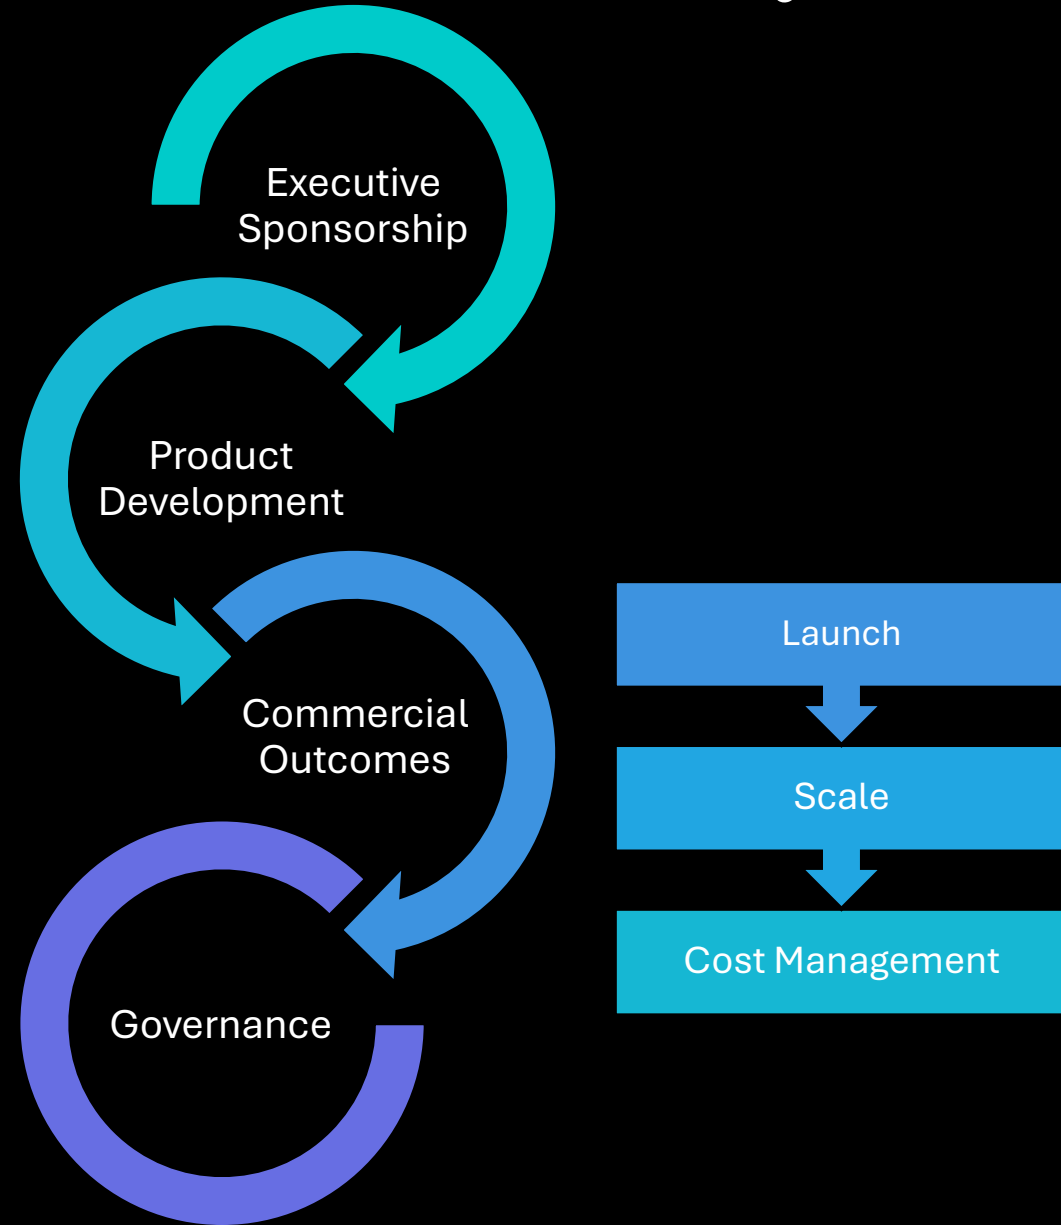 Executive
Sponsorship
Product
Development
Commercial
Outcomes
Governance
Launch
Scale
Cost Management